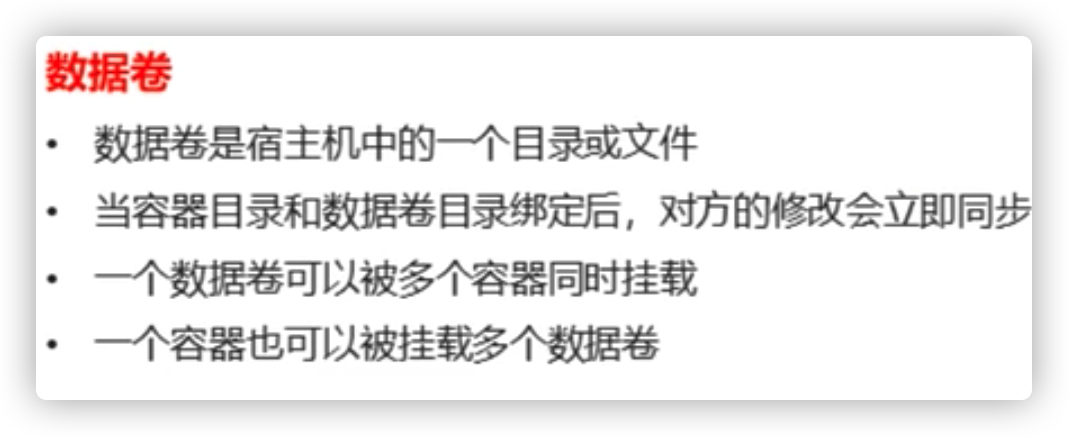 数据卷
• 数据卷是宿主机中的一个目录或文件
• 当容器目录和数据卷目录绑定后，对方的修改会立即同步
• 一个数据卷可以被多个容器同时挂载
• 一个容器也可以被挂载多个数据卷